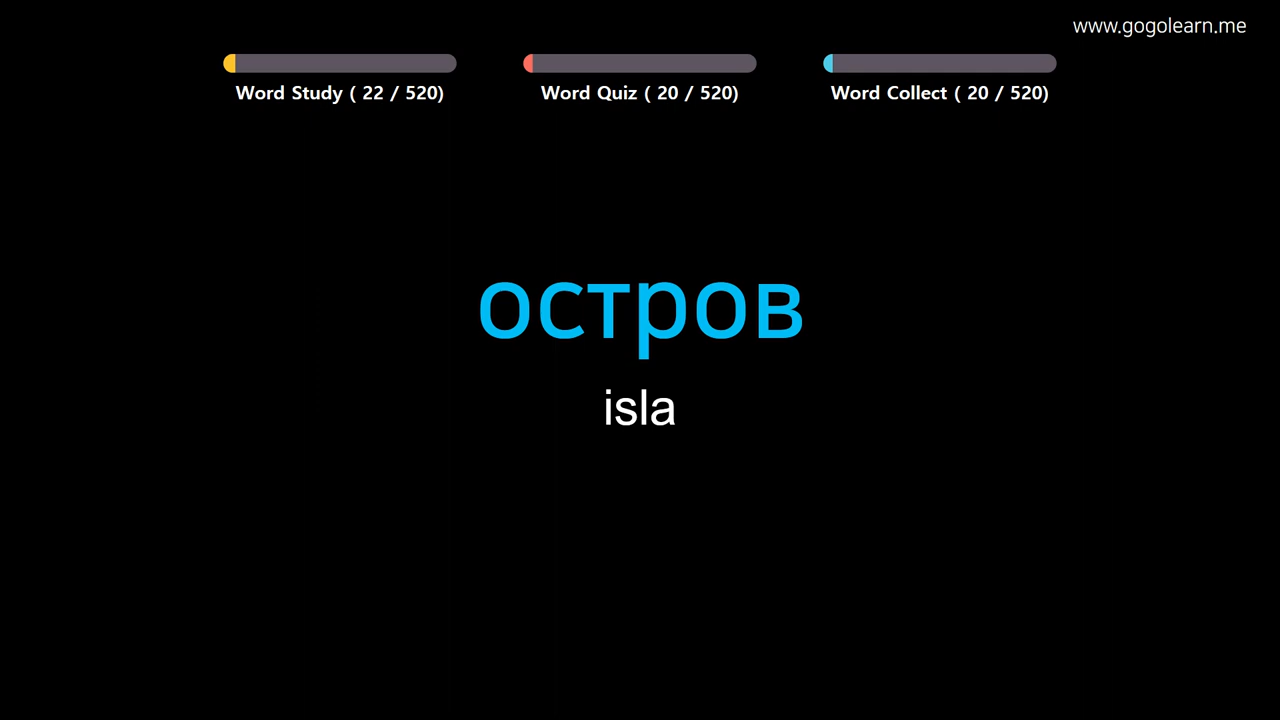 www.gogolearn.me
Word Study ( 22 / 520)
Word Quiz ( 20 / 520)
Word Collect ( 20 / 520)
остров
isla